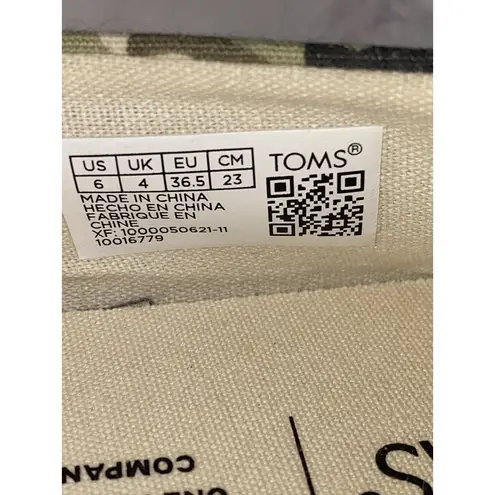 US UK EU CM
6 4 36.5 23
TOMS®
MADE IN CHINA
HECHO EN CHINA
FABRIQUE EN
CHINE
XF: 1000050621-11
10016779
COMPAN